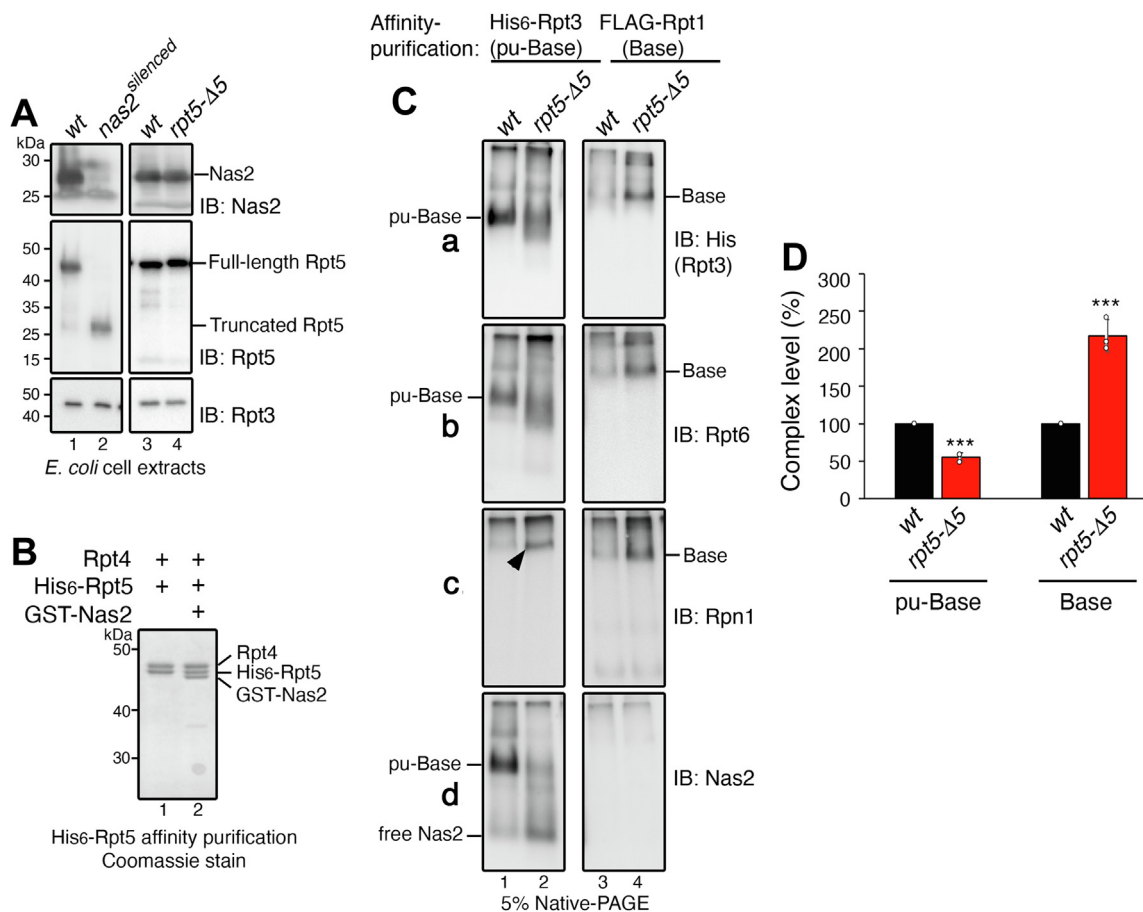 A
wt
nas2silenced
wt
rpt5-Δ5
kDa
30
25
Nas2
IB: Nas2
50
40
35
25
15
Full-length Rpt5
Truncated Rpt5
IB: Rpt5
50
40
IB: Rpt3
1 2 3 4
E. coli cell extracts
B
Rpt4 + +
His6-Rpt5 + +
GST-Nas2 +
kDa
50
40
30
Rpt4
His6-Rpt5
GST-Nas2
1 2
His6-Rpt5 affinity purification
Coomassie stain
Affinity-
purification:
His6-Rpt3
(pu-Base)
FLAG-Rpt1
(Base)
C
wt
rpt5-Δ5
wt
rpt5-Δ5
pu-Base
a
Base
IB: His
(Rpt3)
pu-Base
b
Base
IB: Rpt6
c
Base
IB: Rpn1
pu-Base
d
free Nas2
IB: Nas2
1 2 3 4
5% Native-PAGE
D
Complex level (%)
300
250
200
150
100
50
0
***
***
wt
rpt5-Δ5
wt
rpt5-Δ5
pu-Base
Base